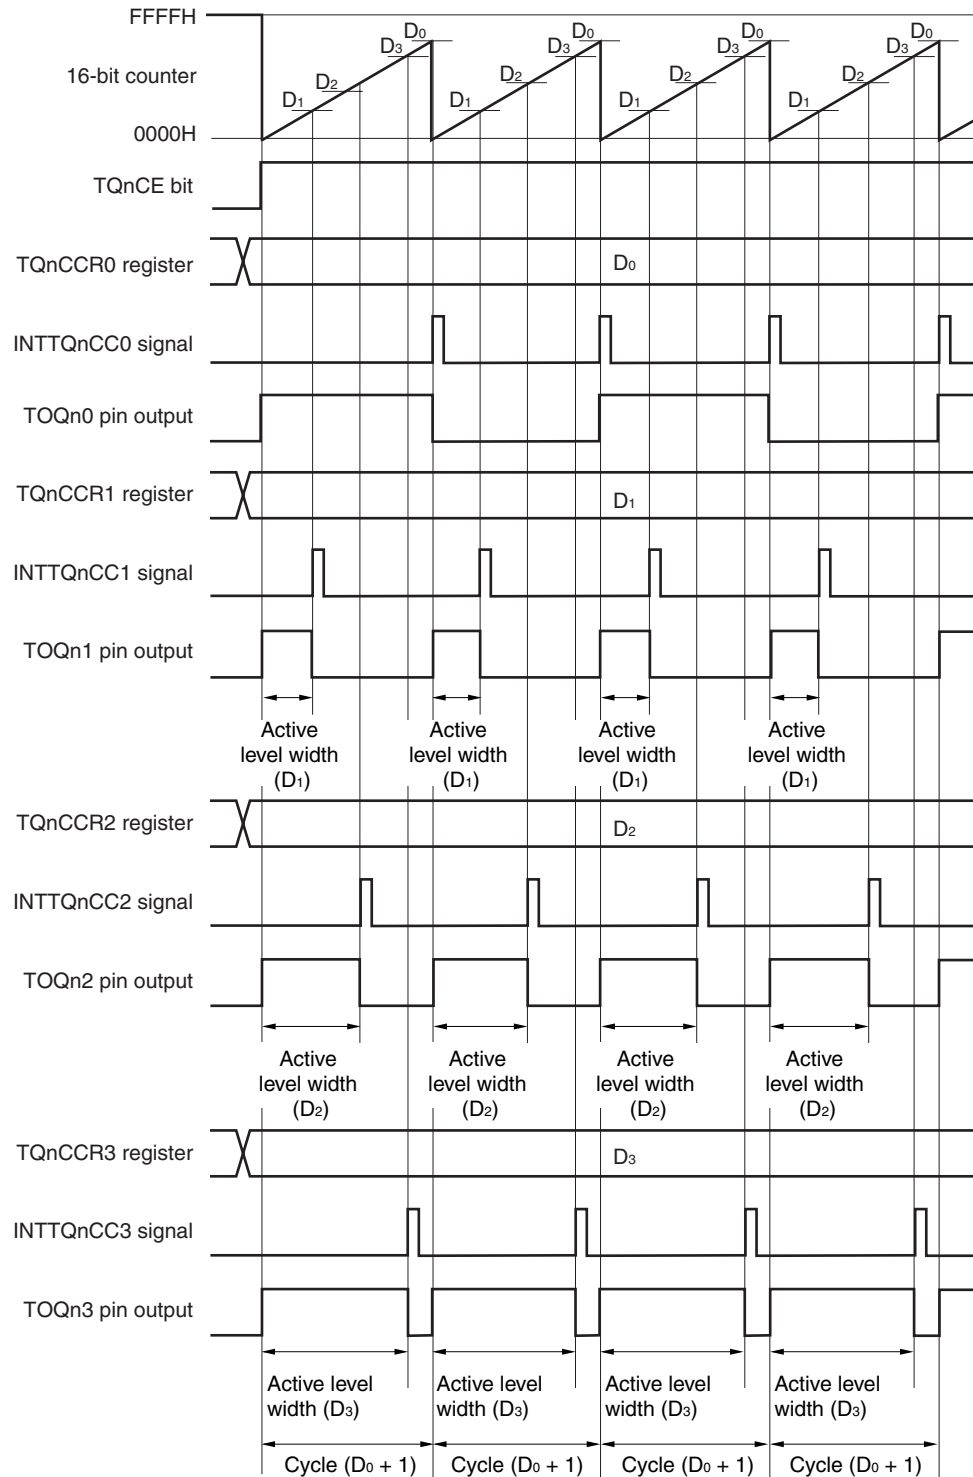 FFFFH
D0 D0 D0 D0
D3 D3 D3 D3
16-bit counter
D2 D2 D2 D2
D1 D1 D1 D1
0000H
TQnCE bit
TQnCCR0 register D0
INTTQnCC0 signal
TOQn0 pin output
TQnCCR1 register D1
INTTQnCC1 signal
TOQn1 pin output
Active Active Active Active
level width level width level width level width
(D1) (D1) (D1) (D1)
TQnCCR2 register D2
INTTQnCC2 signal
TOQn2 pin output
Active Active Active Active
level width level width level width level width
(D2) (D2) (D2) (D2)
TQnCCR3 register D3
INTTQnCC3 signal
TOQn3 pin output
Active level Active level Active level Active level
width (D3) width (D3) width (D3) width (D3)
Cycle (D0 + 1) Cycle (D0 + 1) Cycle (D0 + 1) Cycle (D0 + 1)